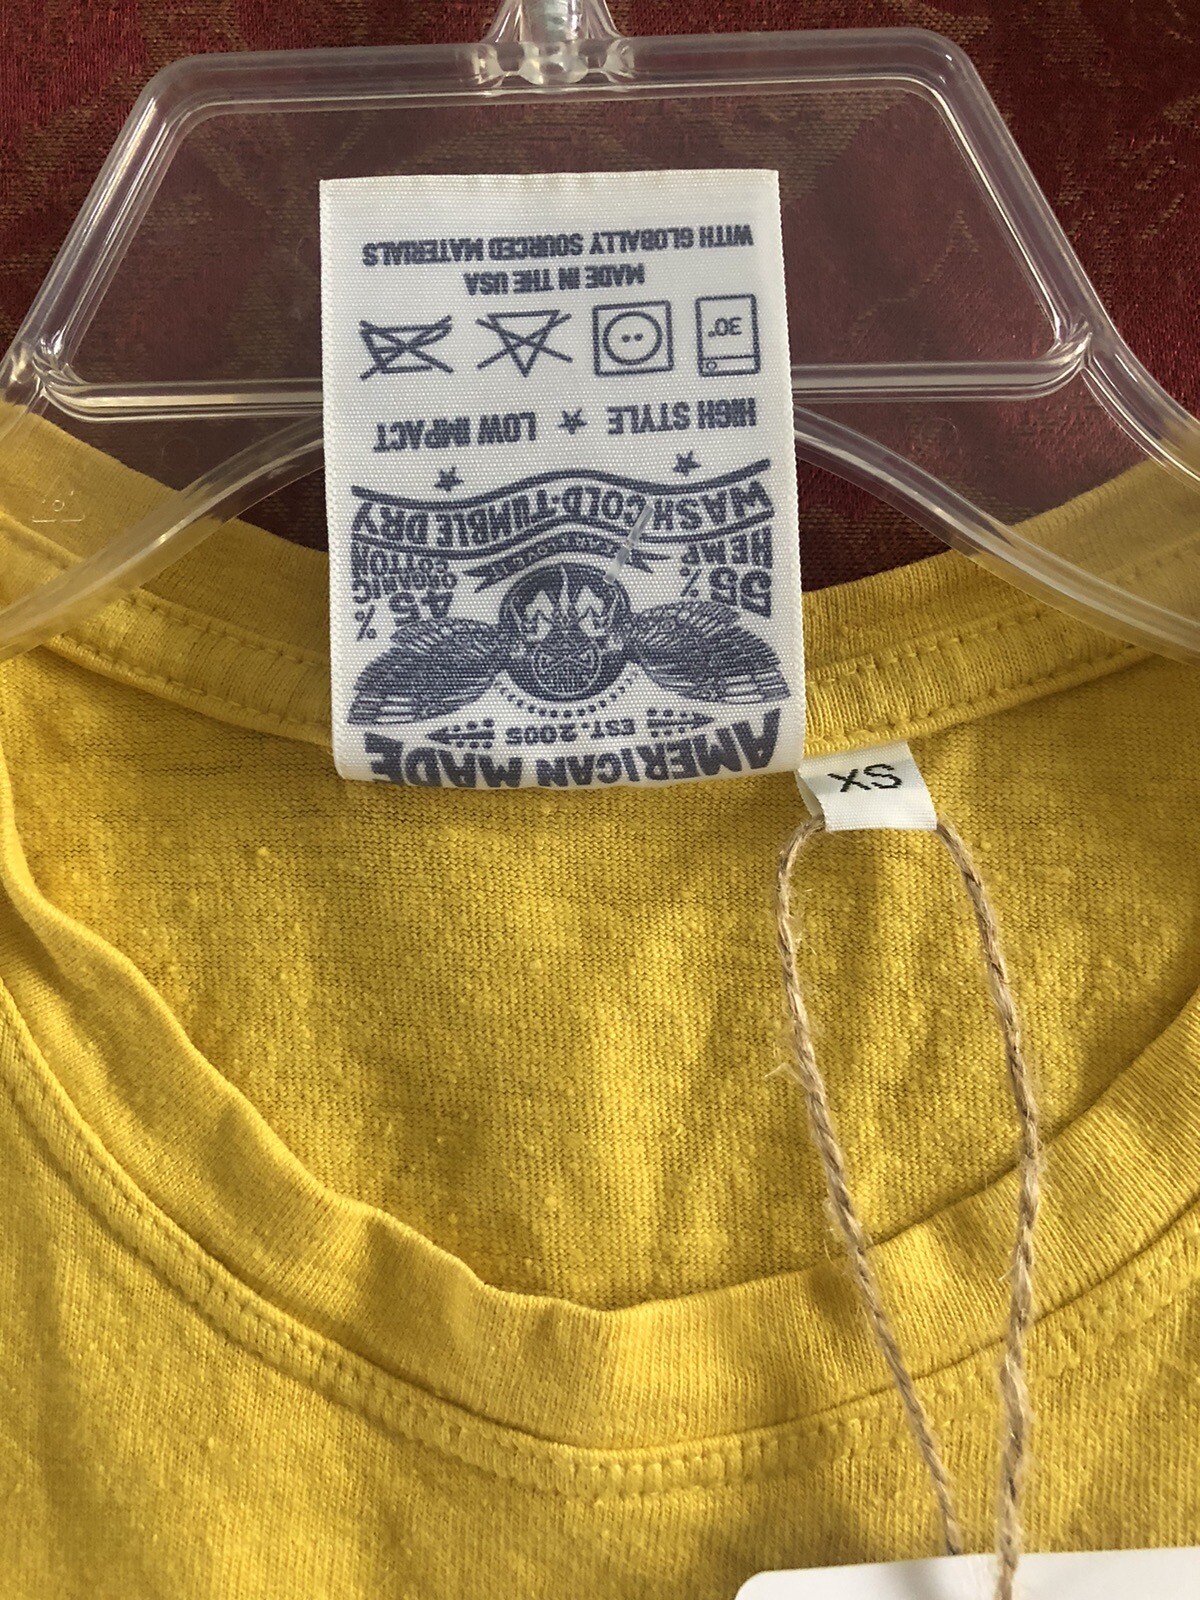 AMERICAN MADE
EST. 2005
55%
HEMP
45%
ORGANIC
COTTON
WASH COLD-TUMBLE DRY
HIGH STYLE ★ LOW IMPACT
30°
MADE IN THE USA
WITH GLOBALLY SOURCED MATERIALS
XS